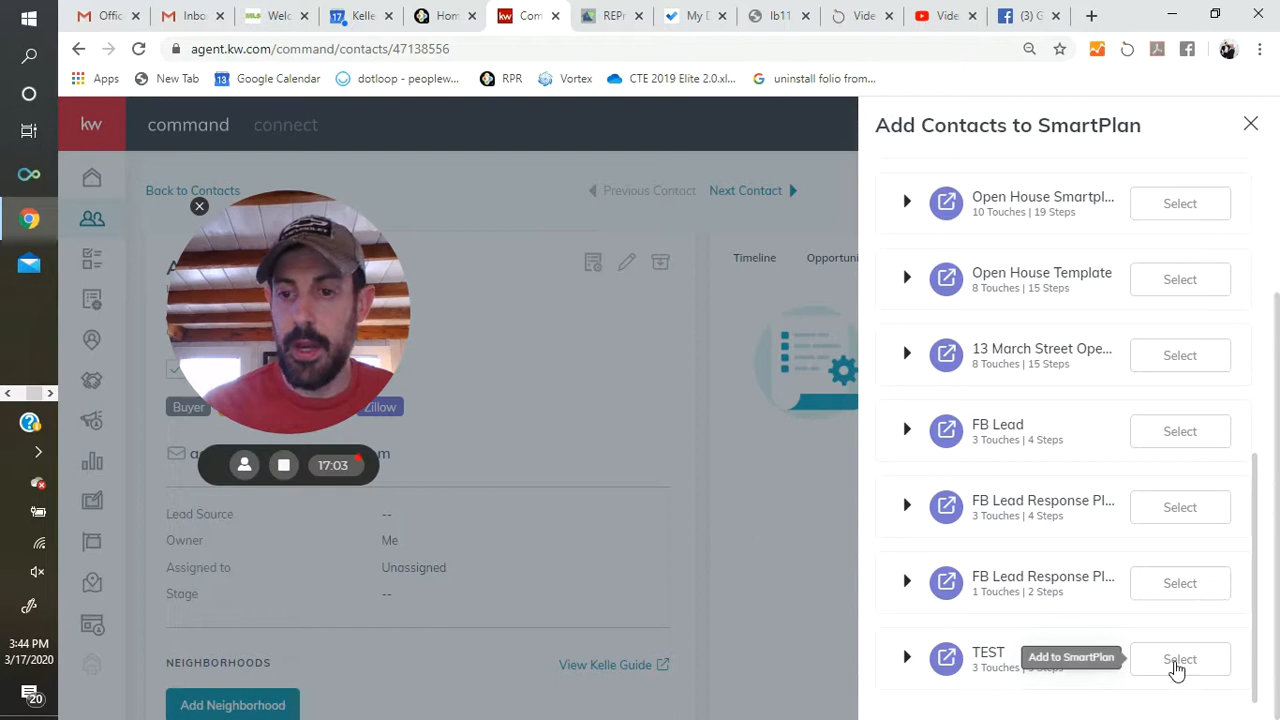 Offic
Inbo
Welc
Kelle
Hom
Com
REPr
My D
lb11
Vide
Vide
(3) C
agent.kw.com/command/contacts/47138556
Apps
New Tab
Google Calendar
dotloop - peoplew...
RPR
Vortex
CTE 2019 Elite 2.0.xl...
uninstall folio from...
kw
command
connect
Add Contacts to SmartPlan
Back to Contacts
Previous Contact
Next Contact
Timeline
Opportuni
Buyer
Zillow
m
17:03
Lead Source
--
Owner
Me
Assigned to
Unassigned
Stage
--
NEIGHBORHOODS
View Kelle Guide
Add Neighborhood
Open House Smartpl...
10 Touches | 19 Steps
Select
Open House Template
8 Touches | 15 Steps
Select
13 March Street Ope...
8 Touches | 15 Steps
Select
FB Lead
3 Touches | 4 Steps
Select
FB Lead Response Pl...
3 Touches | 4 Steps
Select
FB Lead Response Pl...
1 Touches | 2 Steps
Select
TEST
Add to SmartPlan
Select
3:44 PM
3/17/2020
20